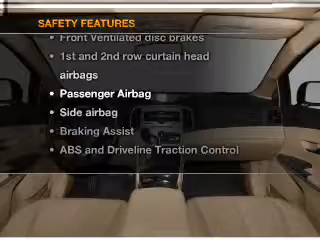 SAFETY FEATURES
• Front Ventilated disc brakes
• 1st and 2nd row curtain head
airbags
• Passenger Airbag
• Side airbag
• Braking Assist
• ABS and Driveline Traction Control